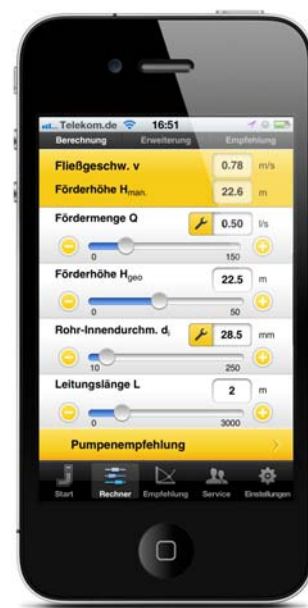 Telekom.de 16:51
Berechnung Erweiterung Empfehlung
Fließgeschw. v 0.78 m/s
Förderhöhe Hman. 22.6 m
Fördermenge Q 0.50 l/s
0 150
Förderhöhe Hgeo 22.5 m
0 50
Rohr-Innendurchm. di 28.5 mm
10 250
Leitungslänge L 2 m
0 3000
Pumpenempfehlung
Start Rechner Empfehlung Service Einstellungen